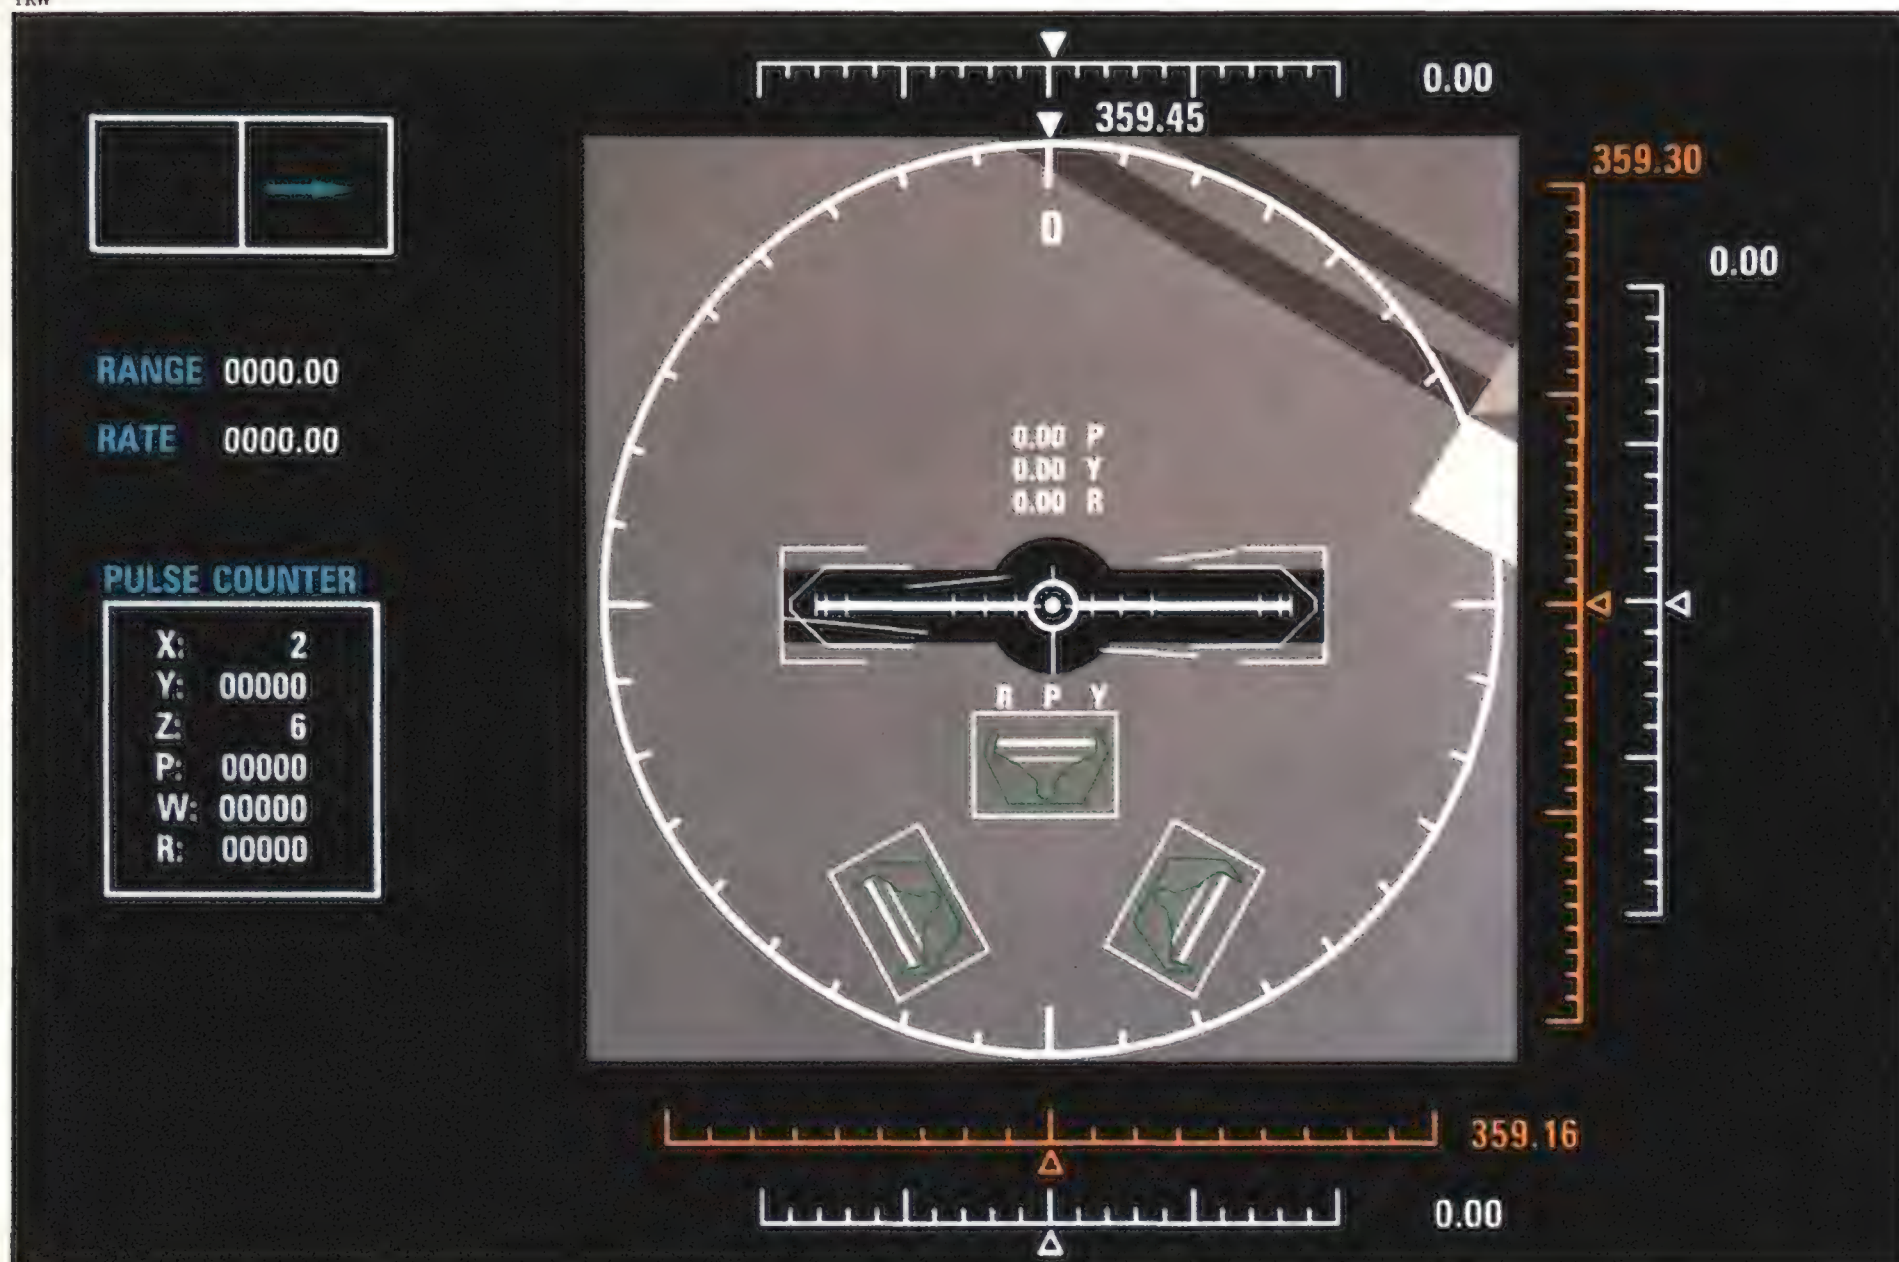 0.00
359.45
359.30
0
0.00
RANGE 0000.00
RATE 0000.00
0.00 P
0.00 Y
0.00 R
PULSE COUNTER
X: 2
Y: 00000
Z: 6
P: 00000
W: 00000
R: 00000
R P Y
359.16
0.00